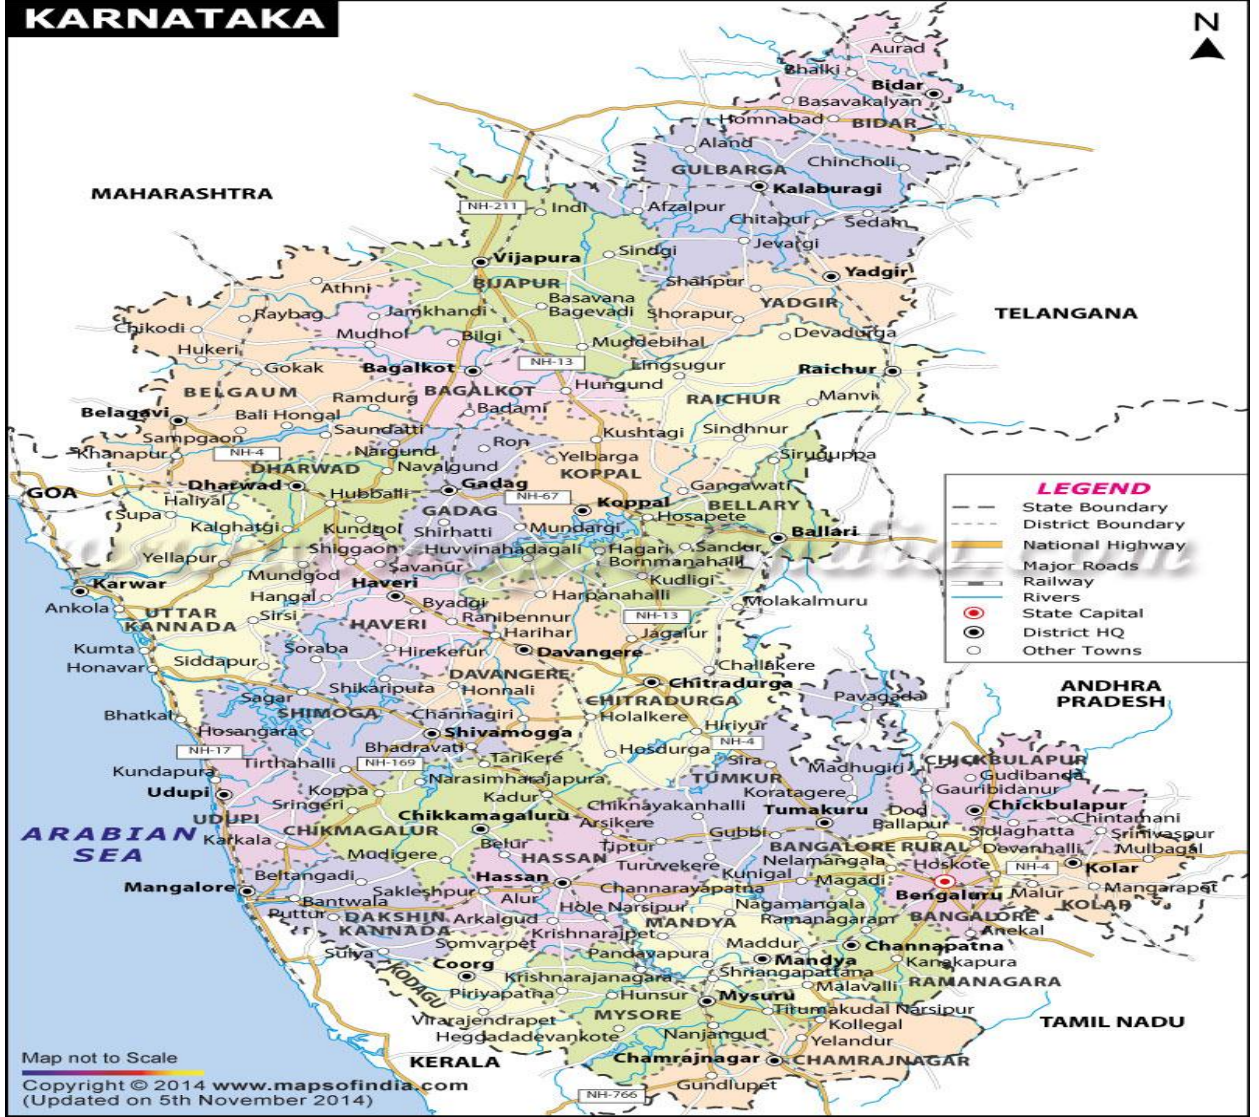 KARNATAKA
N
Aurad
Bhalki
Bidar
Basavakalyan
Homnabad
BIDAR
Aland
Chincholi
GULBARGA
Kalaburagi
MAHARASHTRA
NH-211
Indi
Afzalpur
Chitapur
Sedam
Jevargi
Sindgi
Vijapura
Shahpur
Yadgir
BIJAPUR
Athni
Basavana
Bagevadi
YADGIR
Jamkhandi
Raybag
Shorapur
TELANGANA
Chikodi
Mudhol
Bilgi
Devadurga
Muddebihal
Hukeri
NH-13
Gokak
Bagalkot
Lingsugur
Raichur
Hungund
BELGAUM
BAGALKOT
Ramdurg
RAICHUR
Manvi
Belagavi
Bali Hongal
Badami
Sampgaon
Saundatti
Kushtagi
Sindhnur
Khanapur
NH-4
Nargund
Ron
Yelbarga
Siruguppa
DHARWAD
Navalgund
KOPPAL
Dharwad
Gadag
Gangawati
GOA
Haliyal
Hubballi
NH-67
Koppal
BELLARY
Supa
GADAG
Hosapete
Kalghatgi
Kundgol
Shirhatti
Mundargi
Ballari
LEGEND
State Boundary
District Boundary
National Highway
Major Roads
Railway
Rivers
State Capital
District HQ
Other Towns
Yellapur
Shiggaon
Huvvinahadagali
Hagari
Sandur
Bornmanahalli
Savanur
Mundgod
Karwar
Haveri
Kudligi
Hangal
Harpanahalli
Ankola
Byadgi
Molakalmuru
UTTAR
KANNADA
Sirsi
HAVERI
Ranibennur
NH-13
Harihar
Jagalur
Kumta
Soraba
Hirekerur
Davangere
Honavar
Siddapur
Challakere
DAVANGERE
Chitradurga
Shikaripura
Honnali
ANDHRA
PRADESH
Sagar
CHITRADURGA
Pavagada
Bhatkal
SHIMOGA
Channagiri
Holalkere
Hosangara
Shivamogga
Hiriyur
NH-17
Bhadravati
NH-4
Hosdurga
Tirthahalli
NH-169
Tarikere
Sira
CHICKBULAPUR
Kundapura
Narasimharajapura
TUMKUR
Madhugiri
Gudibanda
Udupi
Koppa
Kadur
Koratagere
Gauribidanur
Sringeri
Chiknayakanhalli
Tumakuru
Chickbulapur
UDUPI
Chikkamagaluru
Arsikere
Dod
Ballapur
Chintamani
ARABIAN
SEA
CHIKMAGALUR
Gubbi
Sidlaghatta
Srinivaspur
Karkala
Belur
Tiptur
BANGALORE RURAL
Devanhalli
Mulbagal
Mudigere
HASSAN
Turuvekere
Nelamangala
Hoskote
NH-4
Kolar
Beltangadi
Hassan
Kunigal
Magadi
Mangalore
Sakleshpur
Channarayapatna
Bengaluru
Malur
Mangarapet
Bantwala
Alur
Hole Narsipur
Nagamangala
KOLAR
Puttur
DAKSHIN
KANNADA
Arkalgud
MANDYA
Ramanagaram
BANGALORE
Krishnarajpet
Anekal
Sulya
Somvarpet
Maddur
Channapatna
Coorg
Pandavapura
Mandya
Kanakapura
KODAGU
Krishnarajanagara
Shriangapattana
RAMANAGARA
Piriyapatna
Hunsur
Mysuru
Malavalli
Virarajendrapet
MYSORE
Tirumakudal Narsipur
TAMIL NADU
Heggadadevankote
Nanjangud
Kollegal
Yelandur
KERALA
Chamrajnagar
CHAMRAJNAGAR
Gundlupet
NH-766
Map not to Scale
Copyright © 2014 www.mapsofindia.com
(Updated on 5th November 2014)